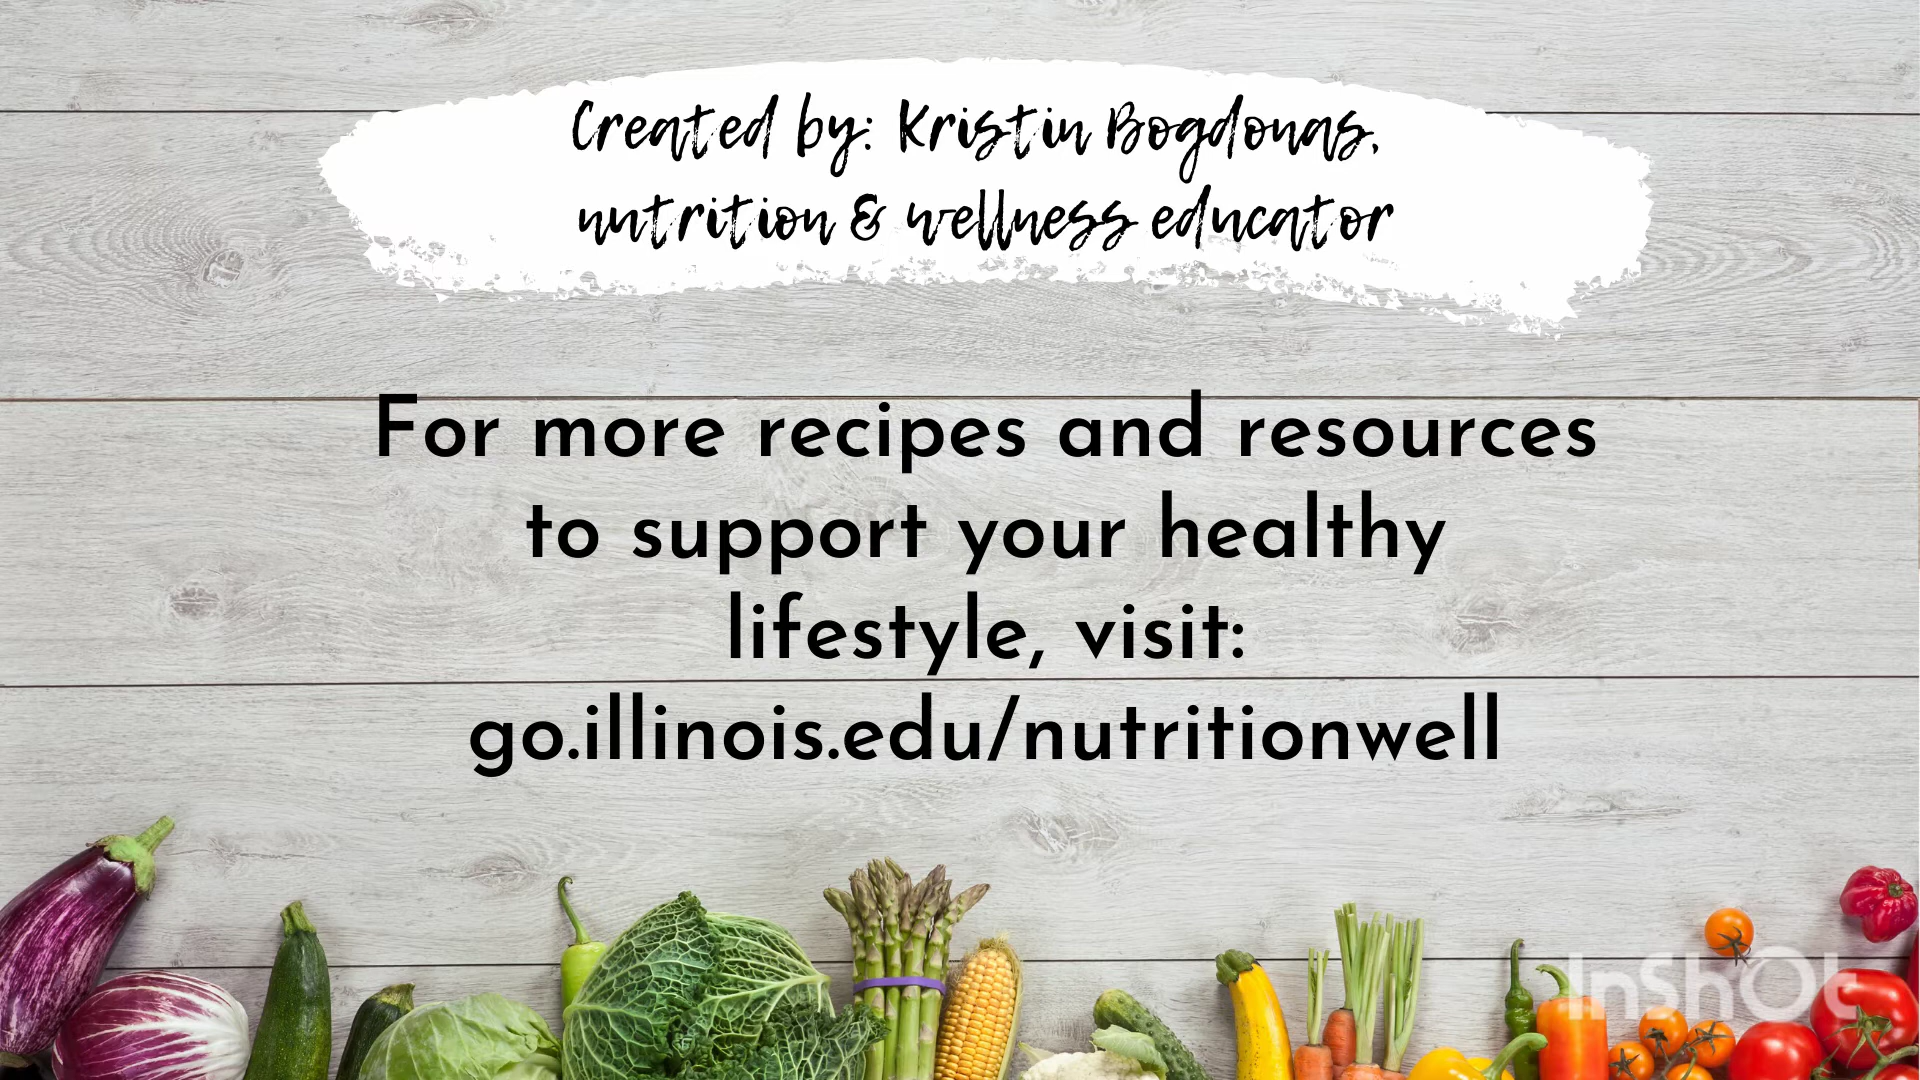 Created by: Kristin Bogdonas,
nutrition & wellness educator
For more recipes and resources
to support your healthy
lifestyle, visit:
go.illinois.edu/nutritionwell
InShOt